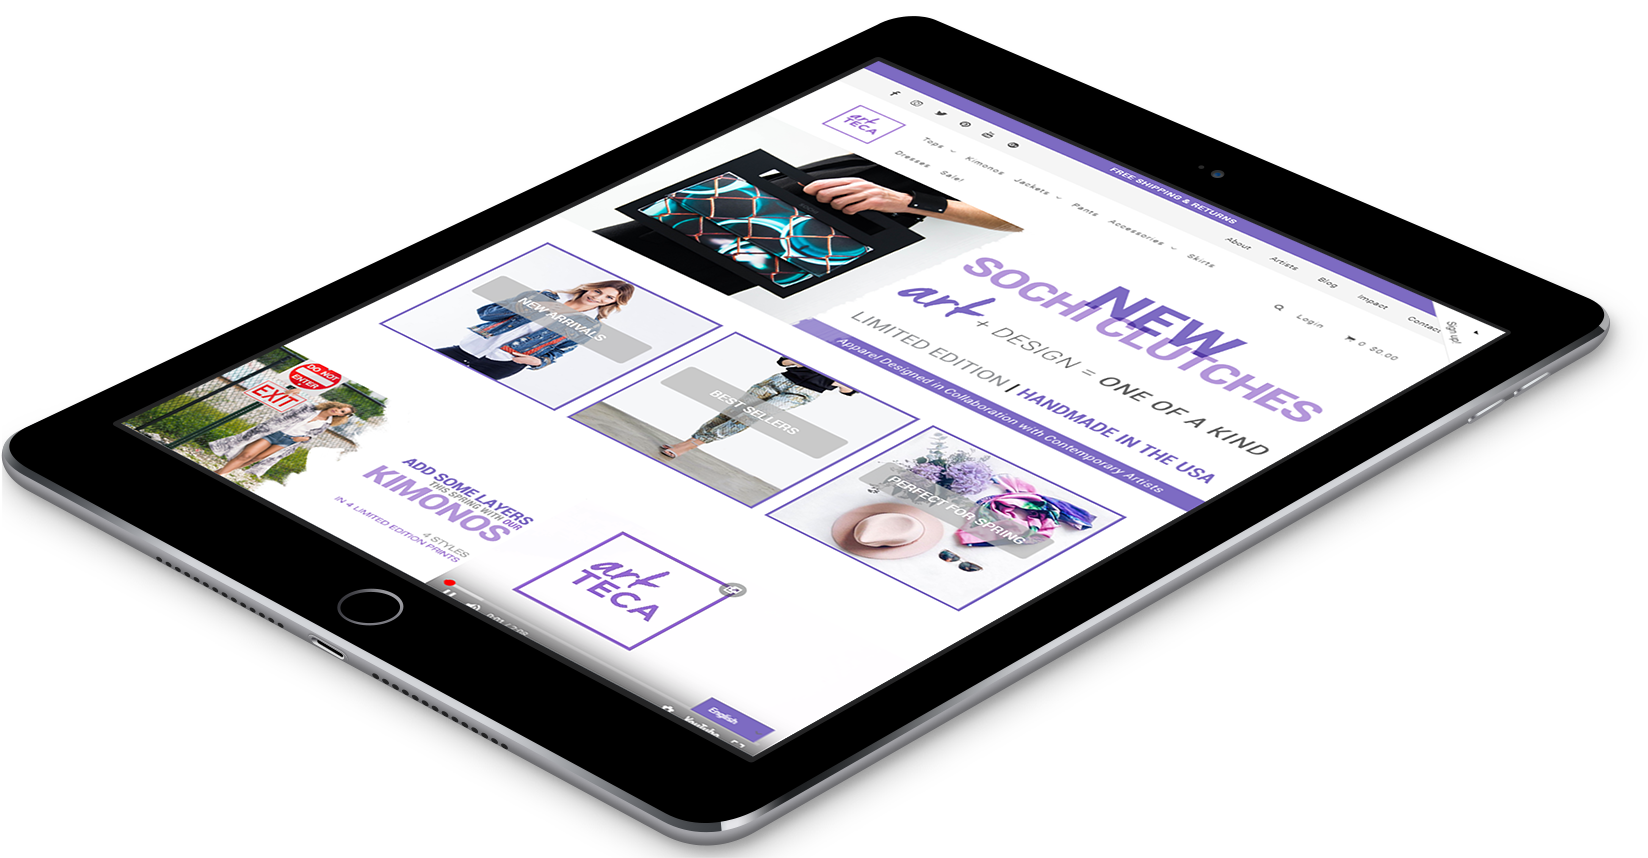 FREE SHIPPING & RETURNS
art
TECA
Tops
Kimonos
Jackets
Pants
Accessories
Skirts
Dresses
Sale!
About
Artists
Blog
Impact
Contact
Login
0 $0.00
Sign up!
NEW
SOCHI CLUTCHES
art + DESIGN = ONE OF A KIND
LIMITED EDITION | HANDMADE IN THE USA
Apparel Designed in Collaboration with Contemporary Artists
NEW ARRIVALS
BEST SELLERS
PERFECT FOR SPRING
DO NOT
ENTER
EXIT
ADD SOME LAYERS
THIS SPRING WITH OUR
KIMONOS
4 STYLES
IN 4 LIMITED EDITION PRINTS
art
TECA
YouTube
English